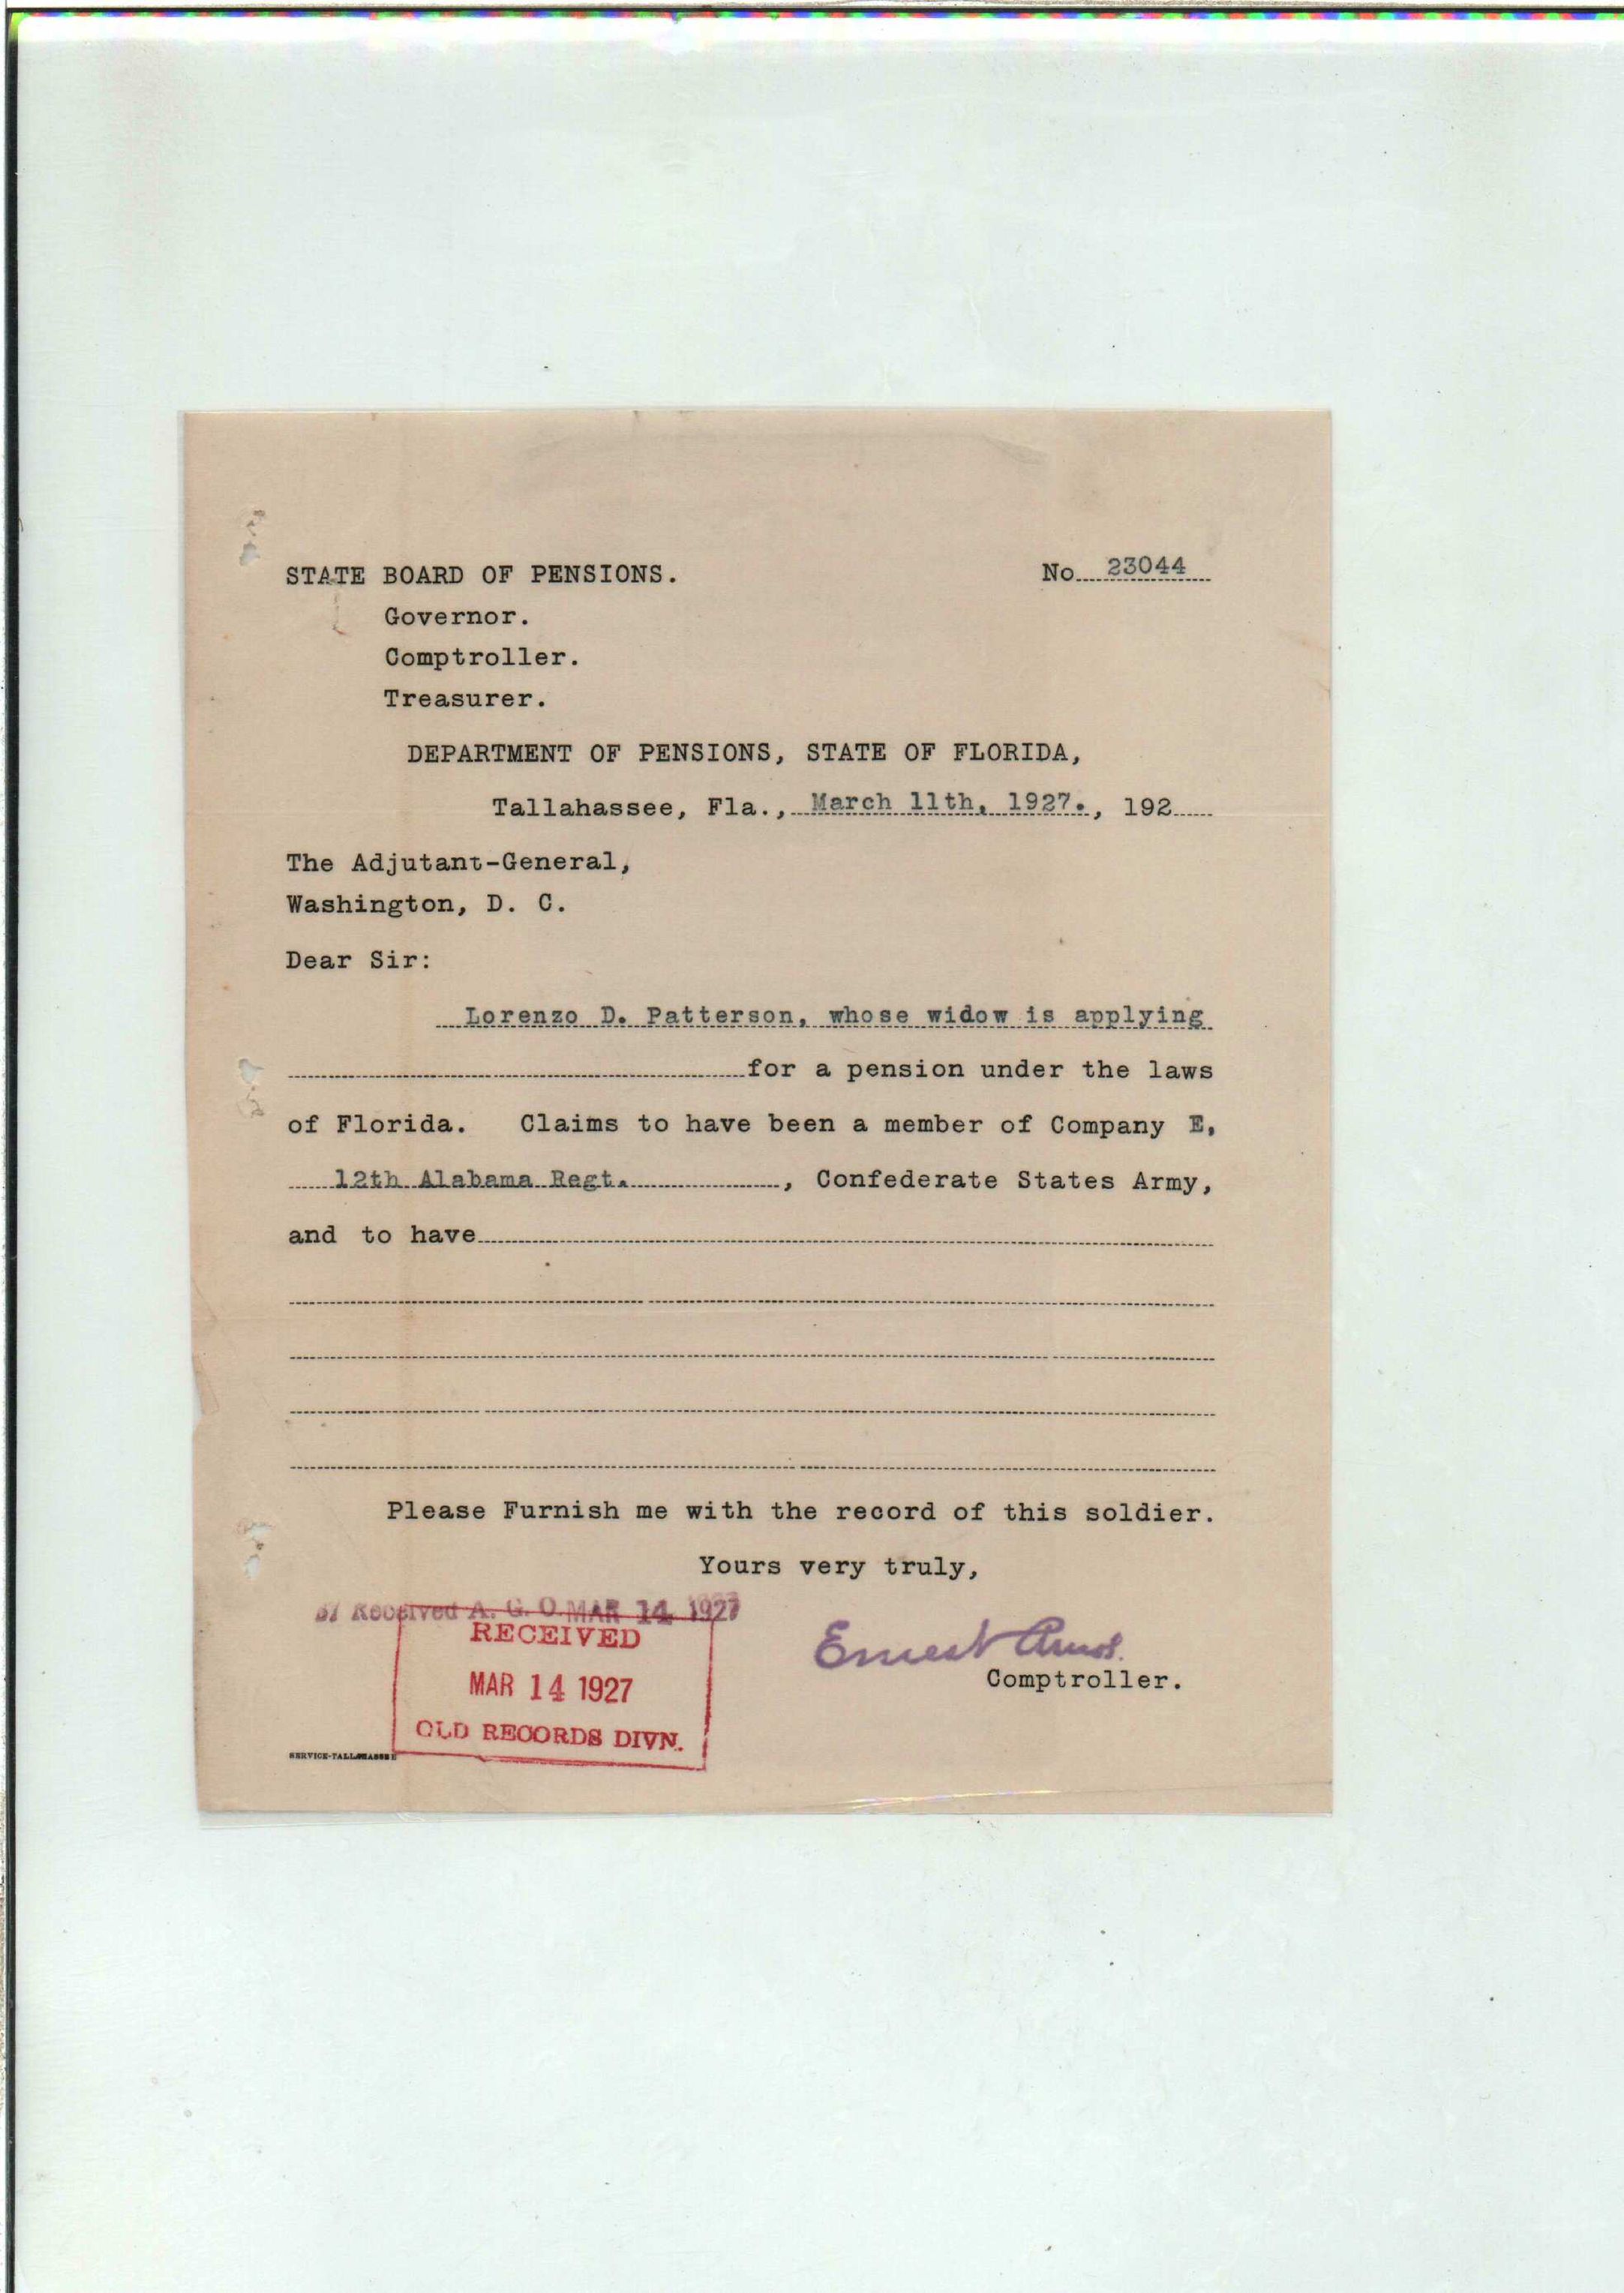 STATE BOARD OF PENSIONS. No 23044
Governor.
Comptroller.
Treasurer.
DEPARTMENT OF PENSIONS, STATE OF FLORIDA,
Tallahassee, Fla., March 11th, 1927., 192
The Adjutant-General,
Washington, D. C.
Dear Sir:
Lorenzo D. Patterson, whose widow is applying
for a pension under the laws
of Florida. Claims to have been a member of Company E,
12th Alabama Regt., Confederate States Army,
and to have
Please Furnish me with the record of this soldier.
Yours very truly,
Received A. G. O. MAR 14 1927
RECEIVED
MAR 14 1927
OLD RECORDS DIVN.
Ernest Amos.
Comptroller.
SERVICE-TALLAHASSEE